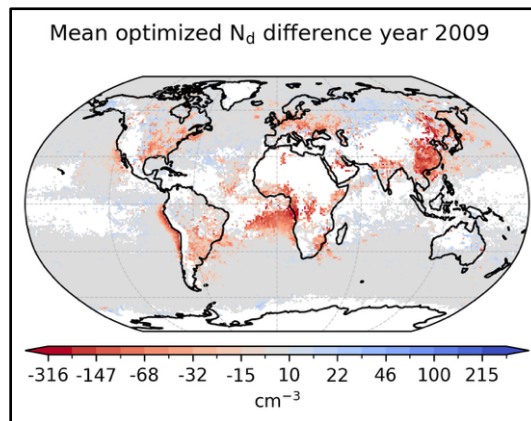 Mean optimized Nd difference year 2009
-316 -147 -68 -32 -15 10 22 46 100 215
cm⁻³